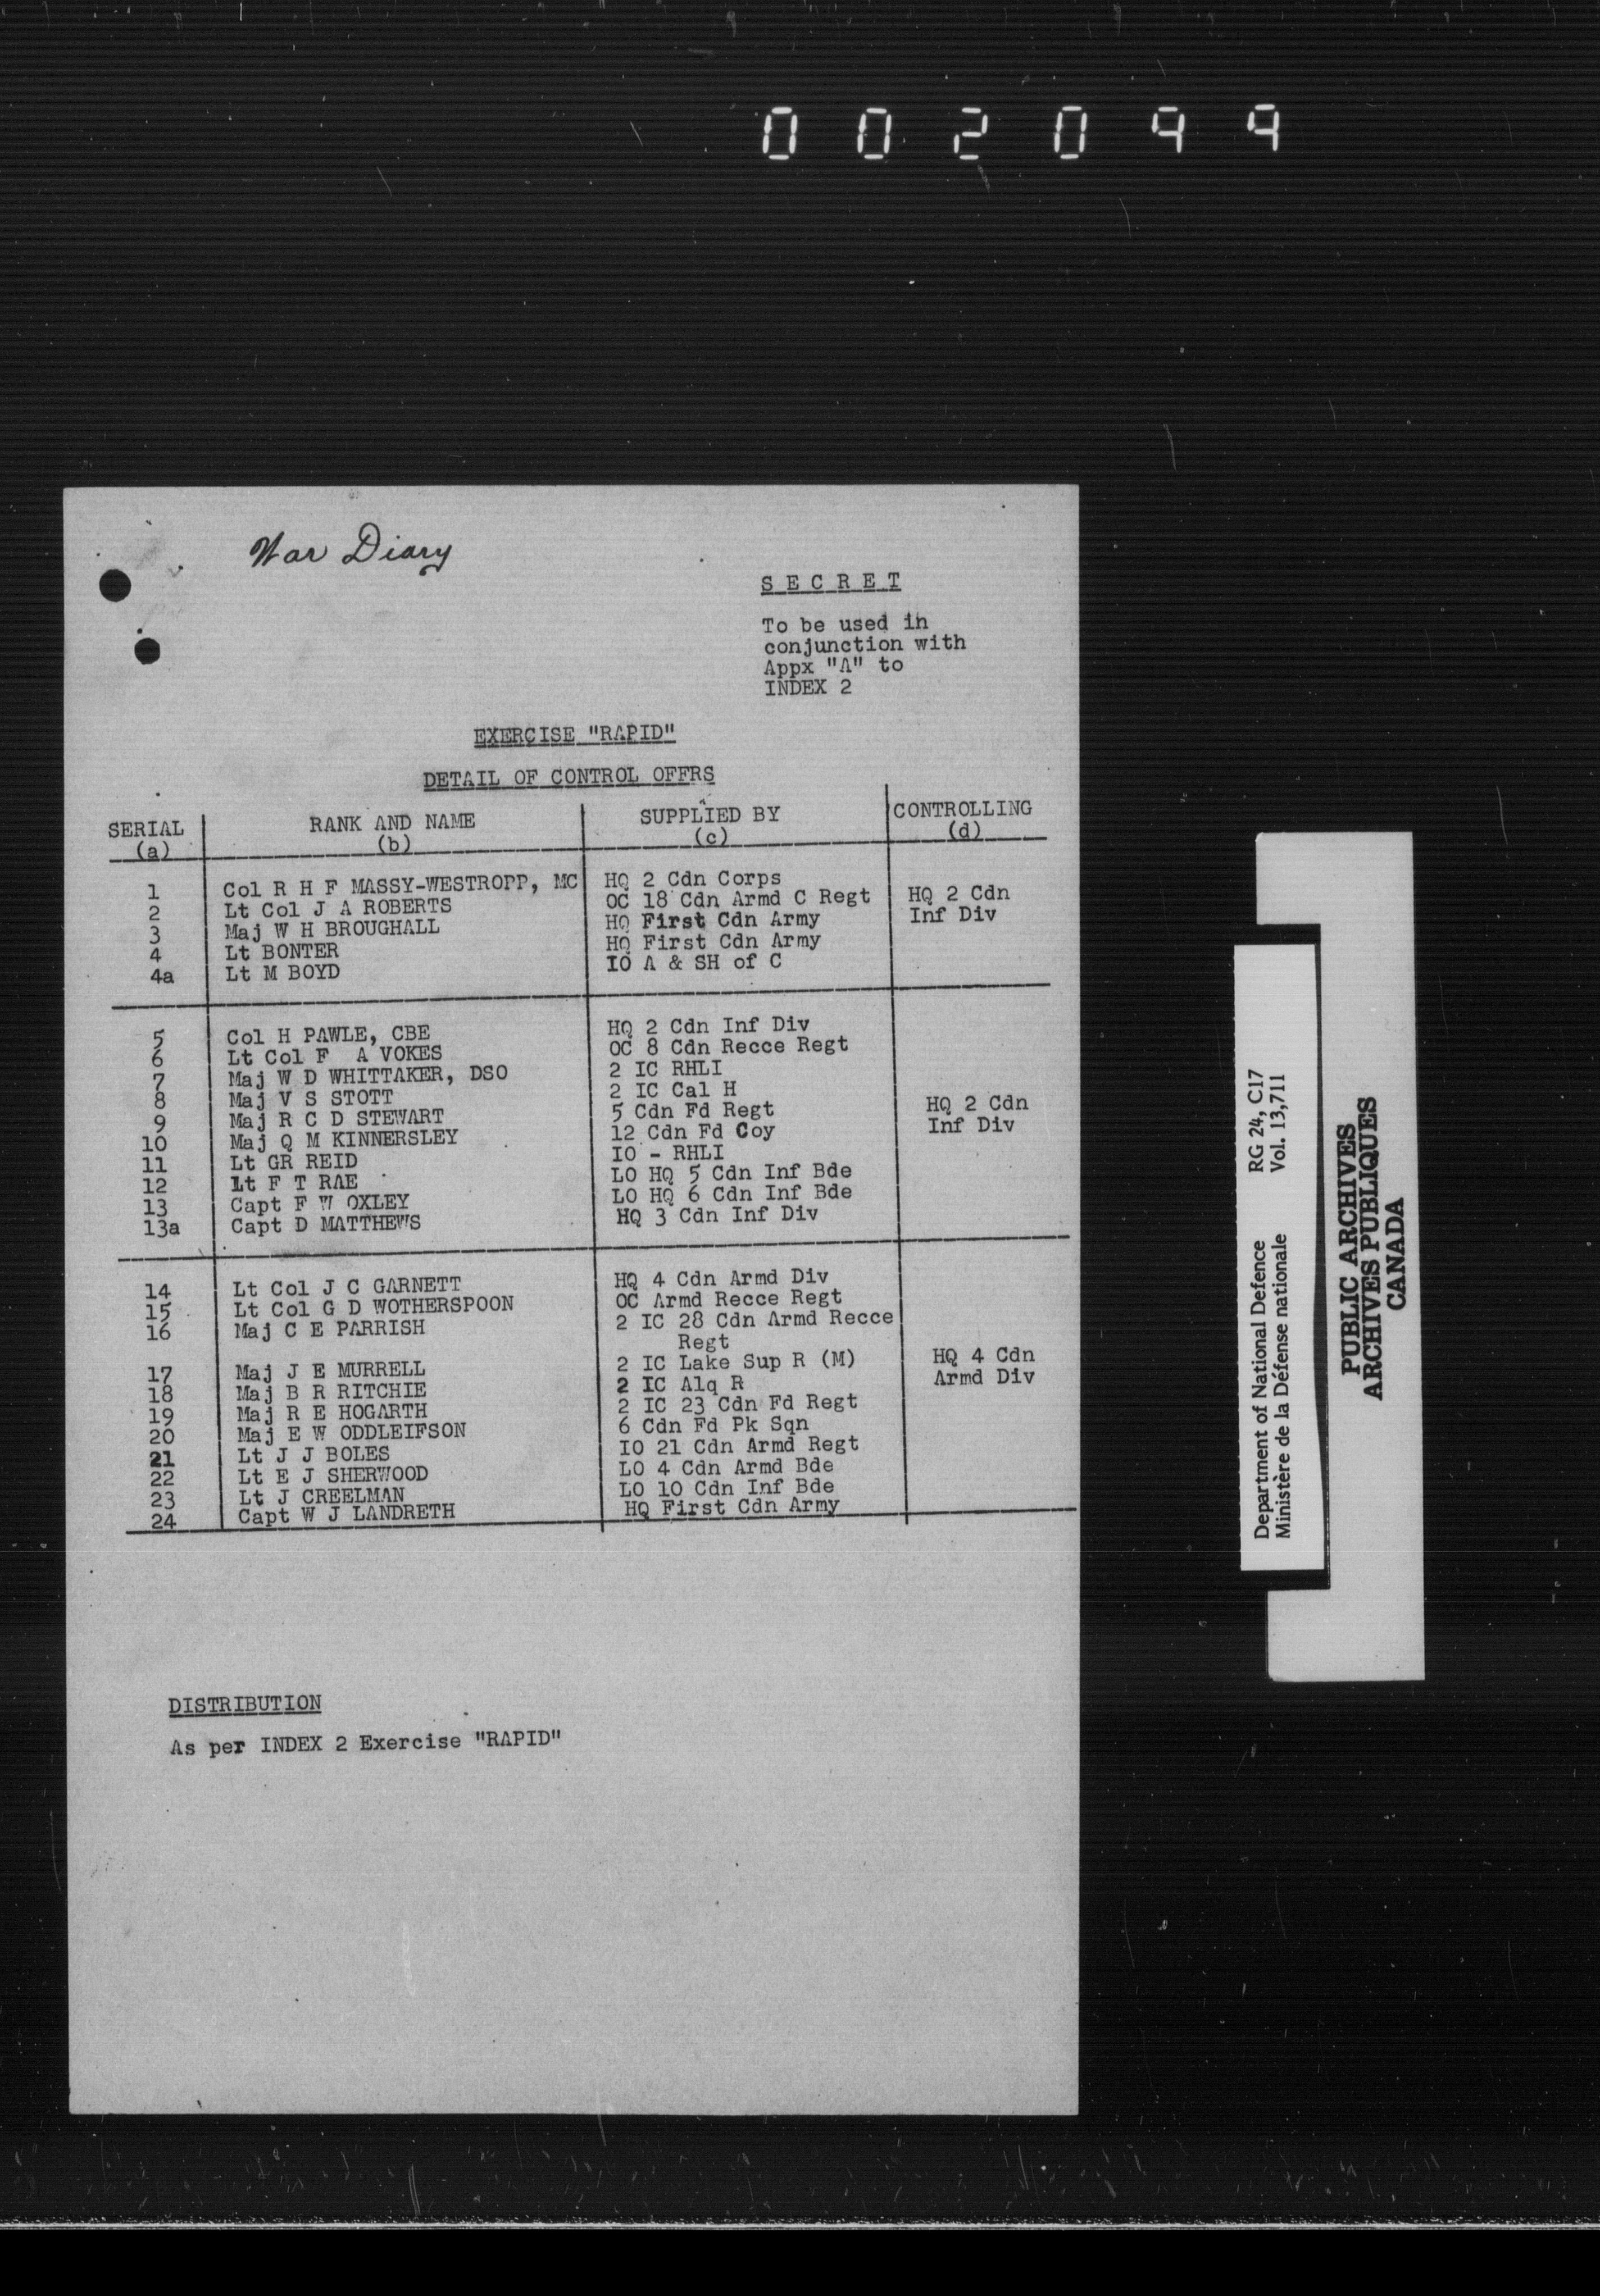 0 0 2 0 9 9
War Diary
S E C R E T
To be used in
conjunction with
Appx "A" to
INDEX 2
EXERCISE "RAPID"
DETAIL OF CONTROL OFFRS
SERIAL RANK AND NAME SUPPLIED BY CONTROLLING
(a) (b) (c) (d)
1 Col R H F MASSY-WESTROPP, MC HQ 2 Cdn Corps HQ 2 Cdn
2 Lt Col J A ROBERTS OC 18 Cdn Armd C Regt Inf Div
3 Maj W H BROUGHALL HQ First Cdn Army
4 Lt BONTER HQ First Cdn Army
4a Lt M BOYD IO A & SH of C
5 Col H PAWLE, CBE HQ 2 Cdn Inf Div
6 Lt Col F A VOKES OC 8 Cdn Recce Regt
7 Maj W D WHITTAKER, DSO 2 IC RHLI
8 Maj V S STOTT 2 IC Cal H
9 Maj R C D STEWART 5 Cdn Fd Regt HQ 2 Cdn
10 Maj Q M KINNERSLEY 12 Cdn Fd Coy Inf Div
11 Lt GR REID IO - RHLI
12 Lt F T RAE LO HQ 5 Cdn Inf Bde
13 Capt F W OXLEY LO HQ 6 Cdn Inf Bde
13a Capt D MATTHEWS HQ 3 Cdn Inf Div
14 Lt Col J C GARNETT HQ 4 Cdn Armd Div
15 Lt Col G D WOTHERSPOON OC Armd Recce Regt
16 Maj C E PARRISH 2 IC 28 Cdn Armd Recce
Regt
17 Maj J E MURRELL 2 IC Lake Sup R (M) HQ 4 Cdn
18 Maj B R RITCHIE 2 IC Alq R Armd Div
19 Maj R E HOGARTH 2 IC 23 Cdn Fd Regt
20 Maj E W ODDLEIFSON 6 Cdn Fd Pk Sqn
21 Lt J J BOLES IO 21 Cdn Armd Regt
22 Lt E J SHERWOOD LO 4 Cdn Armd Bde
23 Lt J CREELMAN LO 10 Cdn Inf Bde
24 Capt W J LANDRETH HQ First Cdn Army
DISTRIBUTION
As per INDEX 2 Exercise "RAPID"
Department of National Defence RG 24, C17
Ministère de la Défense nationale Vol. 13,711
PUBLIC ARCHIVES
ARCHIVES PUBLIQUES
CANADA